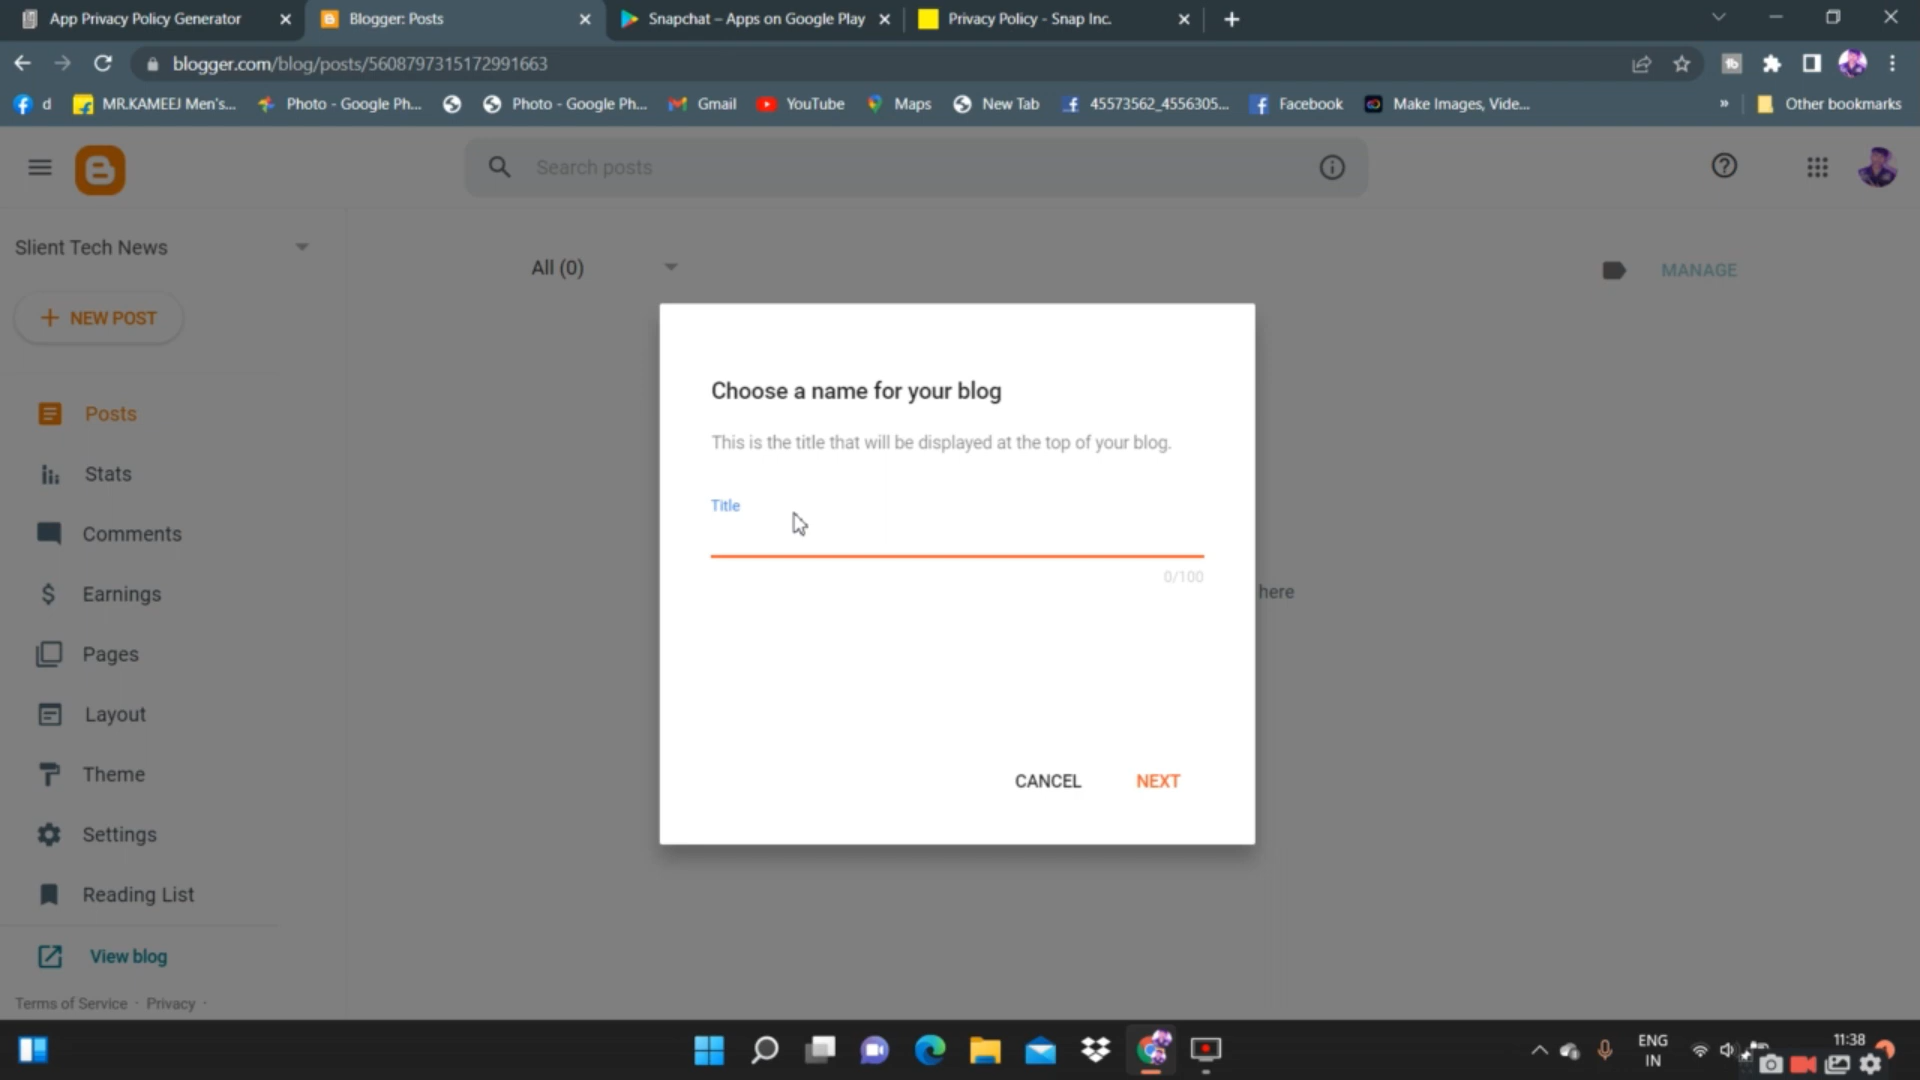 App Privacy Policy Generator
Blogger: Posts
Snapchat – Apps on Google Play
Privacy Policy - Snap Inc.
blogger.com/blog/posts/5608797315172991663
d
MR.KAMEEJ Men's...
Photo - Google Ph...
Photo - Google Ph...
Gmail
YouTube
Maps
New Tab
45573562_4556305...
Facebook
Make Images, Vide...
»
Other bookmarks
Search posts
Slient Tech News
All (0)
MANAGE
+ NEW POST
Choose a name for your blog
This is the title that will be displayed at the top of your blog.
Title
0/100
here
CANCEL
NEXT
Posts
Stats
Comments
Earnings
Pages
Layout
Theme
Settings
Reading List
View blog
Terms of Service · Privacy ·
ENG
IN
11:38